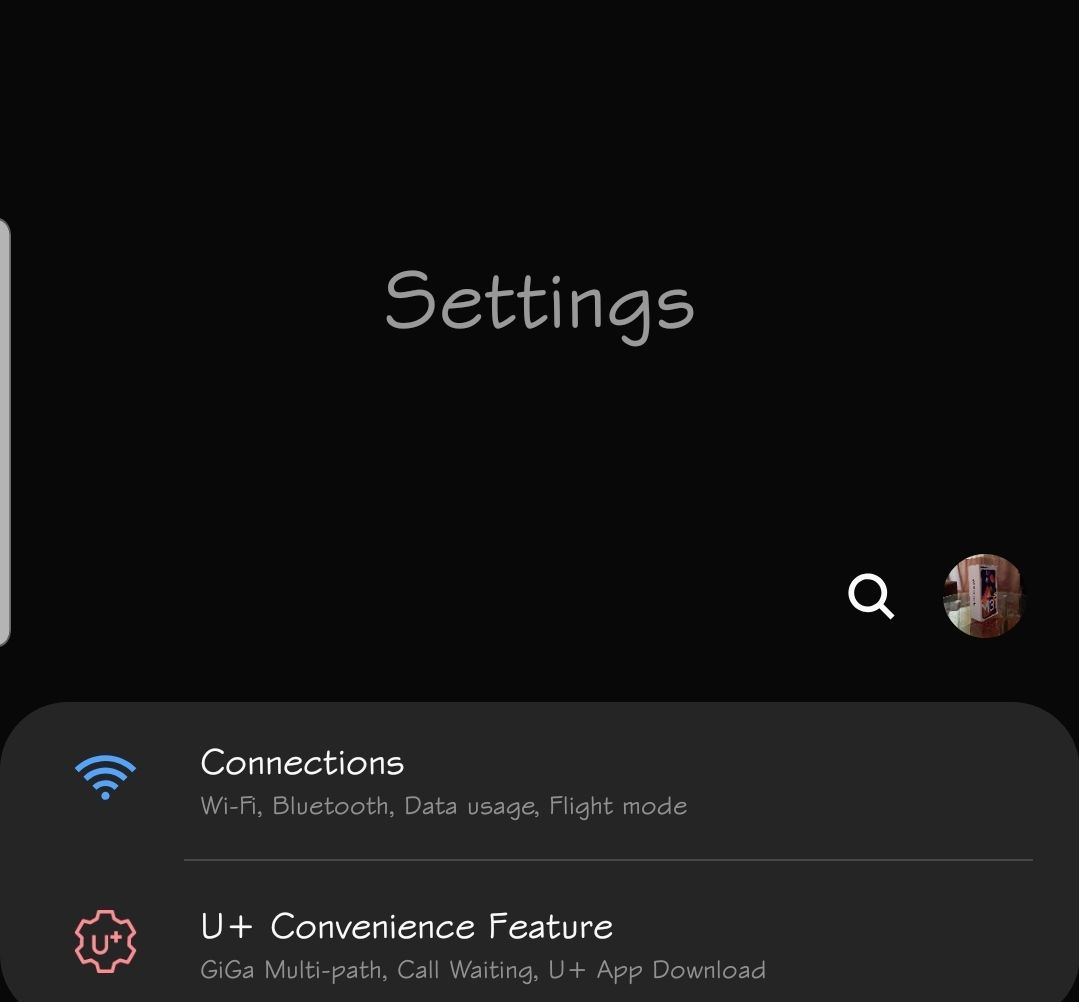 Settings
Connections
Wi-Fi, Bluetooth, Data usage, Flight mode
U+
U+ Convenience Feature
GiGa Multi-path, Call Waiting, U+ App Download